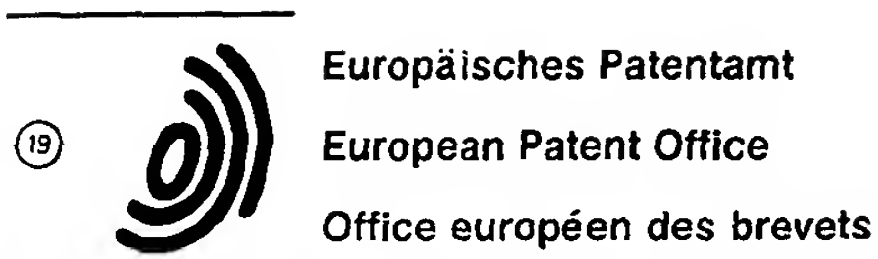 Europäisches Patentamt
19 European Patent Office
Office européen des brevets